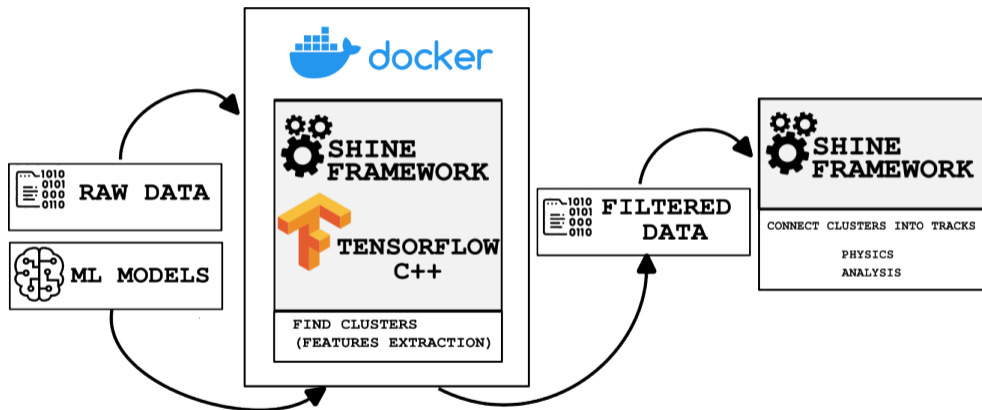 docker
SHINE
FRAMEWORK
TENSORFLOW
C++
FIND CLUSTERS
(FEATURES EXTRACTION)
1010
0101
000
0110
RAW DATA
ML MODELS
1010
0101
000
0110
FILTERED
DATA
SHINE
FRAMEWORK
CONNECT CLUSTERS INTO TRACKS
PHYSICS
ANALYSIS